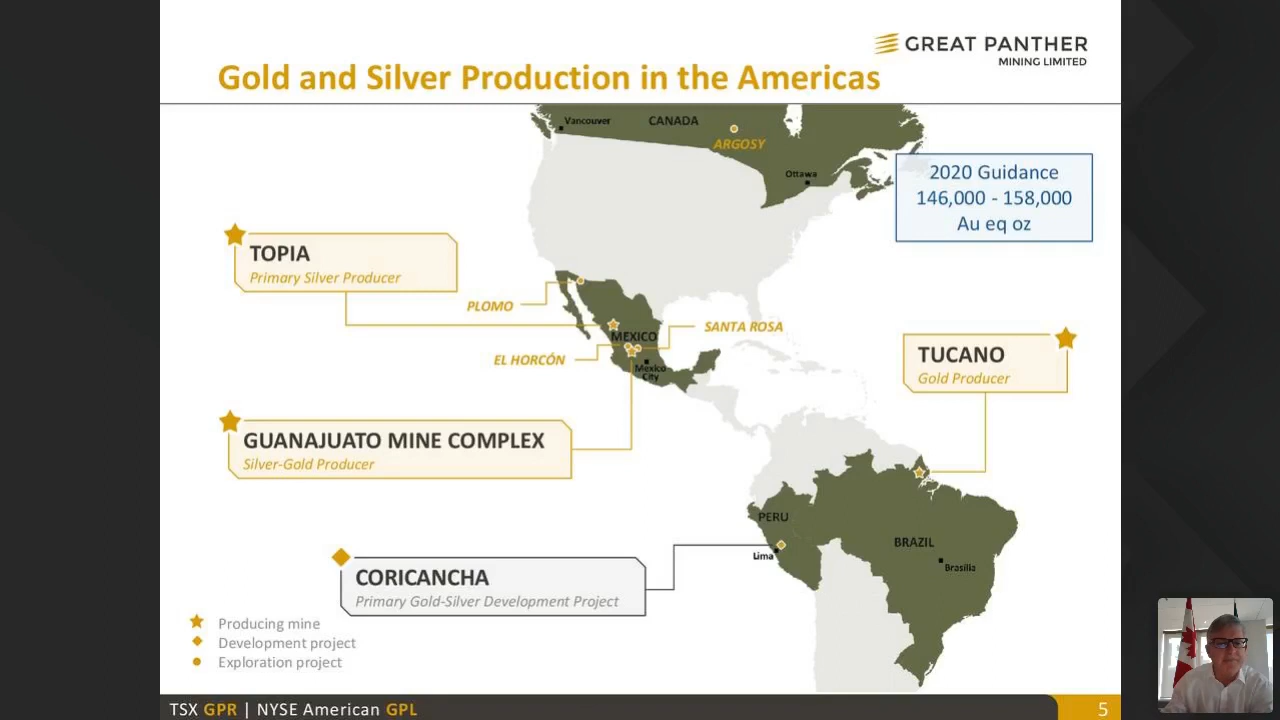 GREAT PANTHER
MINING LIMITED
Gold and Silver Production in the Americas
Vancouver
CANADA
ARGOSY
Ottawa
2020 Guidance
146,000 - 158,000
Au eq oz
TOPIA
Primary Silver Producer
PLOMO
SANTA ROSA
MEXICO
EL HORCÓN
Mexico
City
TUCANO
Gold Producer
GUANAJUATO MINE COMPLEX
Silver-Gold Producer
PERU
Lima
BRAZIL
Brasília
CORICANCHA
Primary Gold-Silver Development Project
Producing mine
Development project
Exploration project
TSX GPR | NYSE American GPL
5